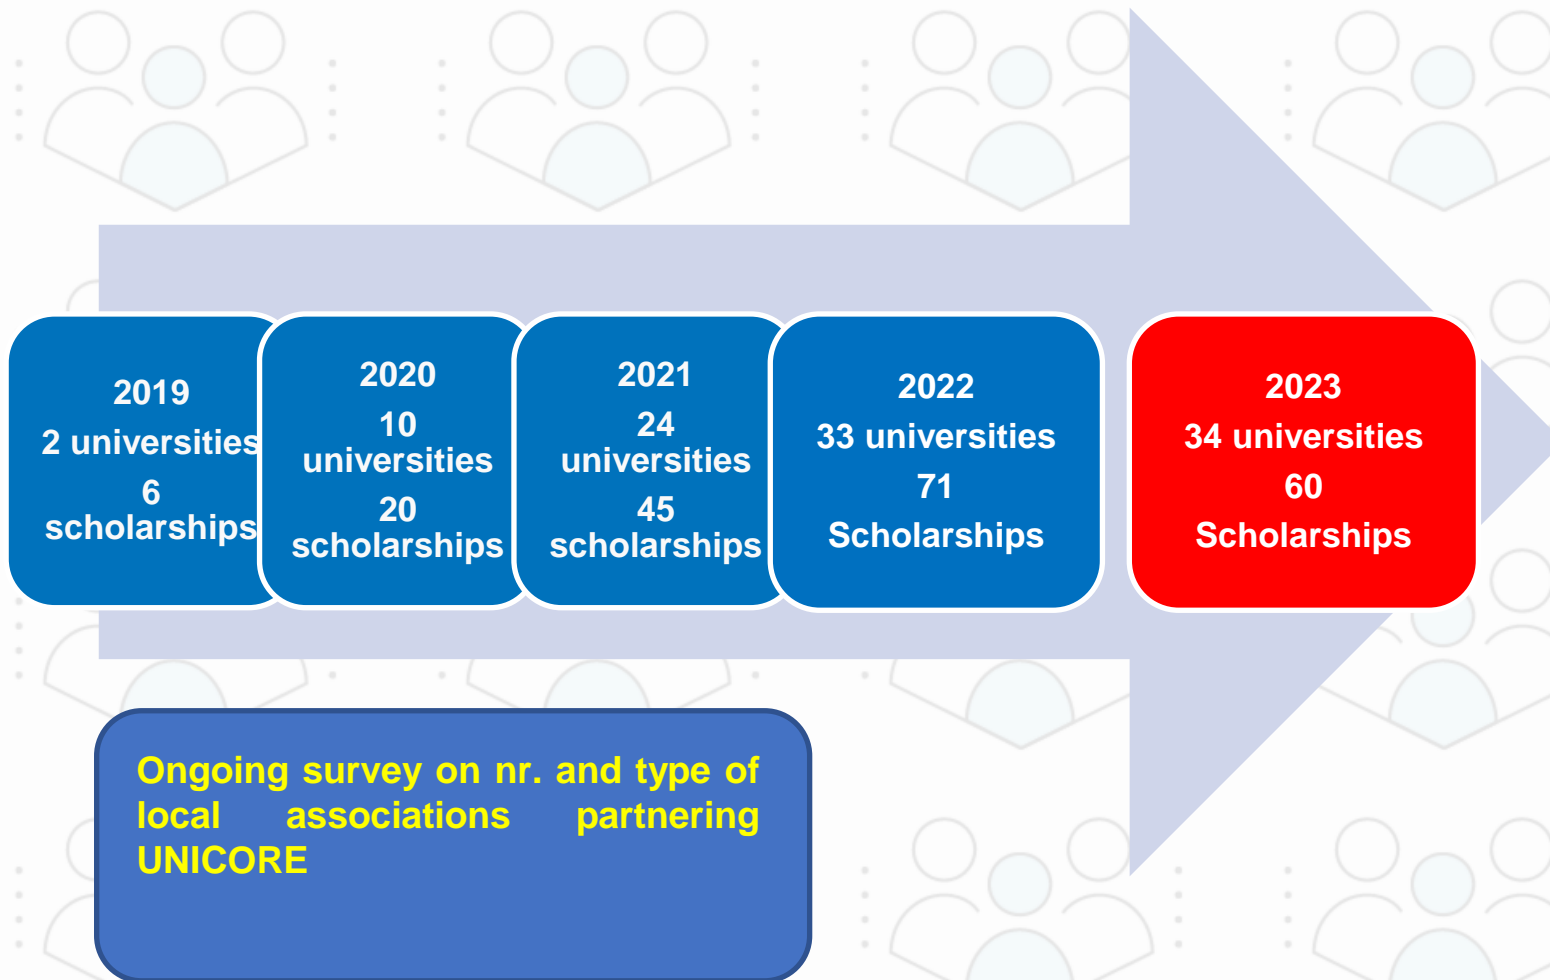 2019
2 universities
6
scholarships
2020
10
universities
20
scholarships
2021
24
universities
45
scholarships
2022
33 universities
71
Scholarships
2023
34 universities
60
Scholarships
Ongoing survey on nr. and type of
local associations partnering
UNICORE